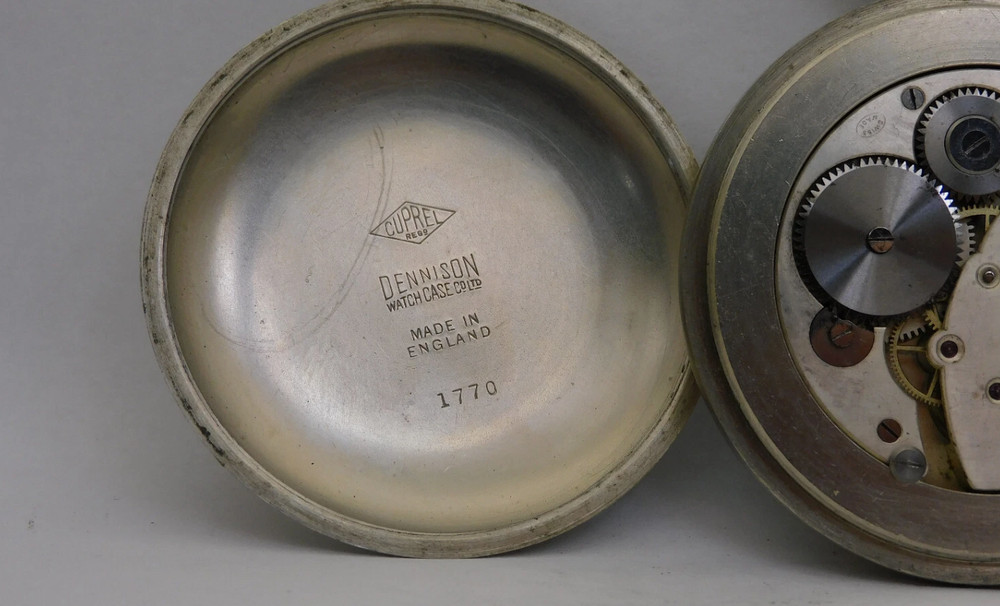 CUPREL
REGD
DENNISON
WATCH CASE CO LTD
MADE IN
ENGLAND
1770